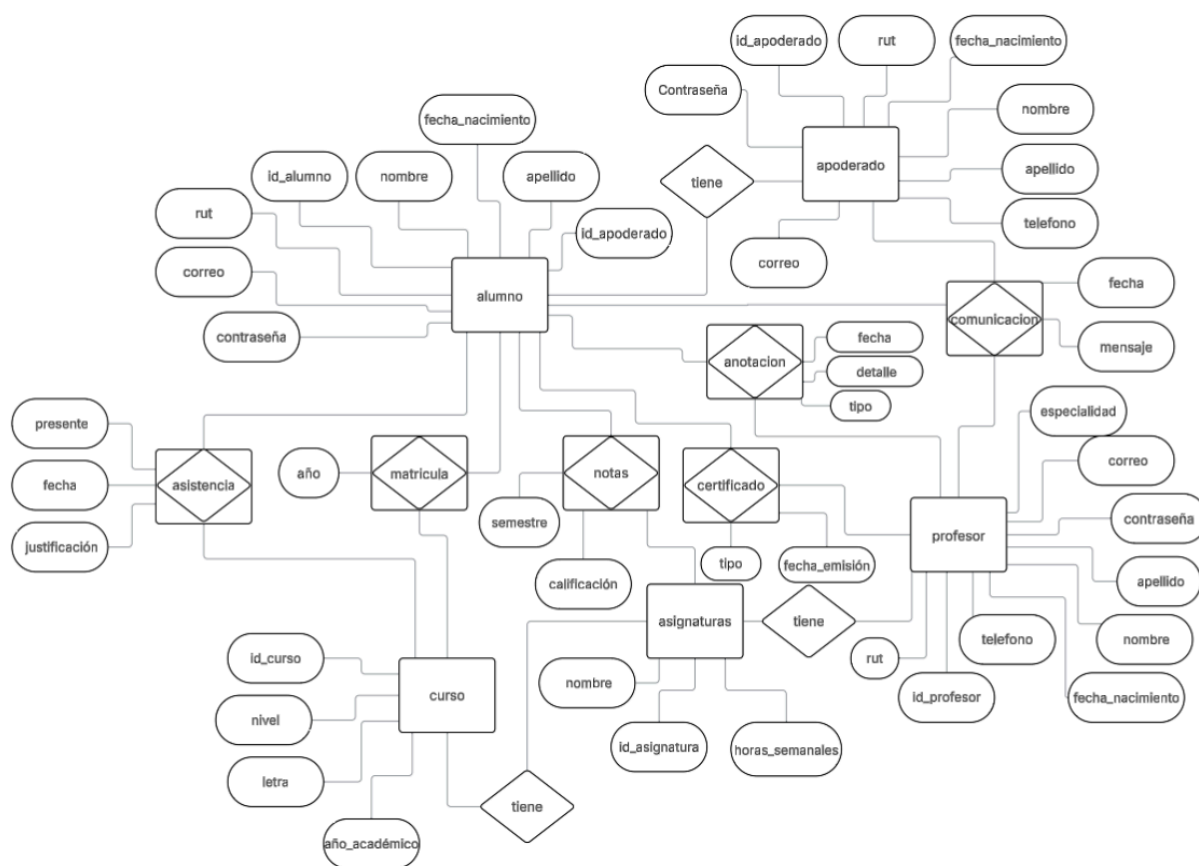 id_apoderado
rut
fecha_nacimiento
Contraseña
nombre
fecha_nacimiento
apoderado
id_alumno
nombre
apellido
tiene
apellido
rut
id_apoderado
telefono
correo
correo
fecha
alumno
comunicacion
contraseña
fecha
mensaje
anotacion
detalle
tipo
especialidad
presente
correo
año
matricula
notas
certificado
fecha
asistencia
semestre
contraseña
profesor
justificación
tipo
fecha_emisión
apellido
calificación
asignaturas
tiene
telefono
nombre
id_curso
rut
nombre
id_profesor
fecha_nacimiento
curso
nivel
id_asignatura
horas_semanales
letra
tiene
año_académico